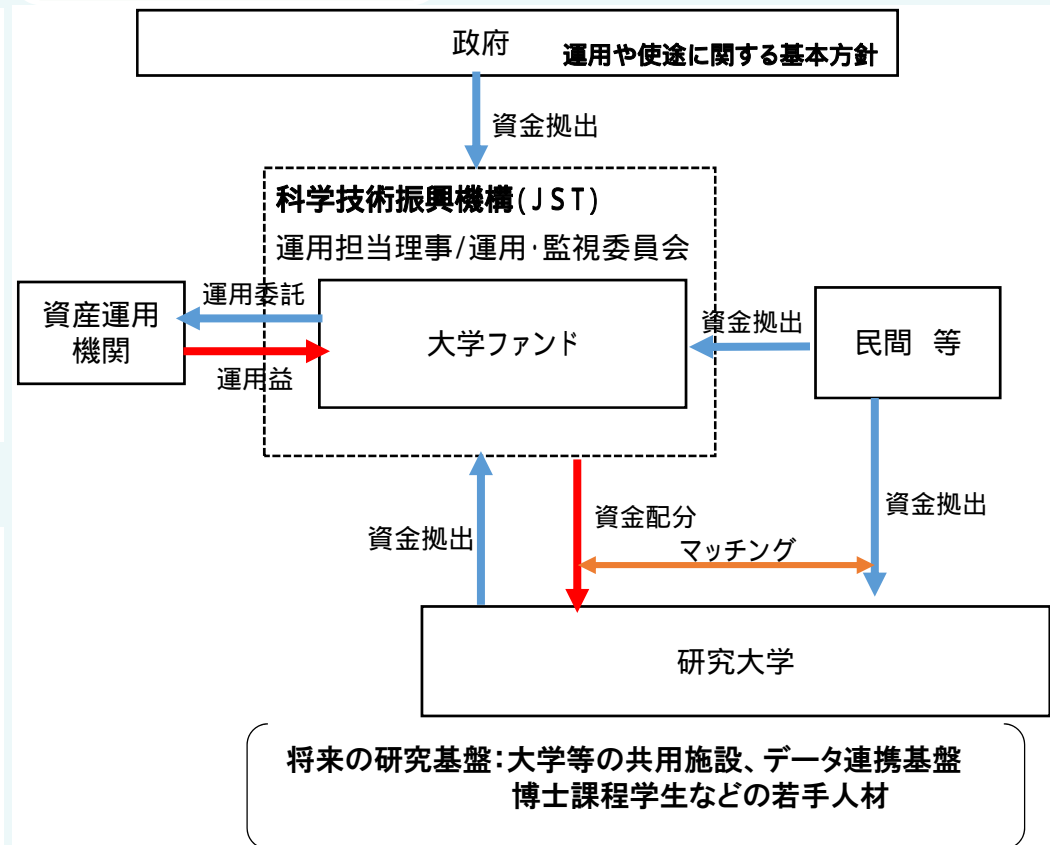 政府
運用や使途に関する基本方針
資金拠出
科学技術振興機構(JST)
運用担当理事/運用・監視委員会
資産運用
機関
運用委託
運用益
大学ファンド
資金拠出
民間 等
資金拠出
資金配分
マッチング
資金拠出
研究大学
将来の研究基盤：大学等の共用施設、データ連携基盤
博士課程学生などの若手人材